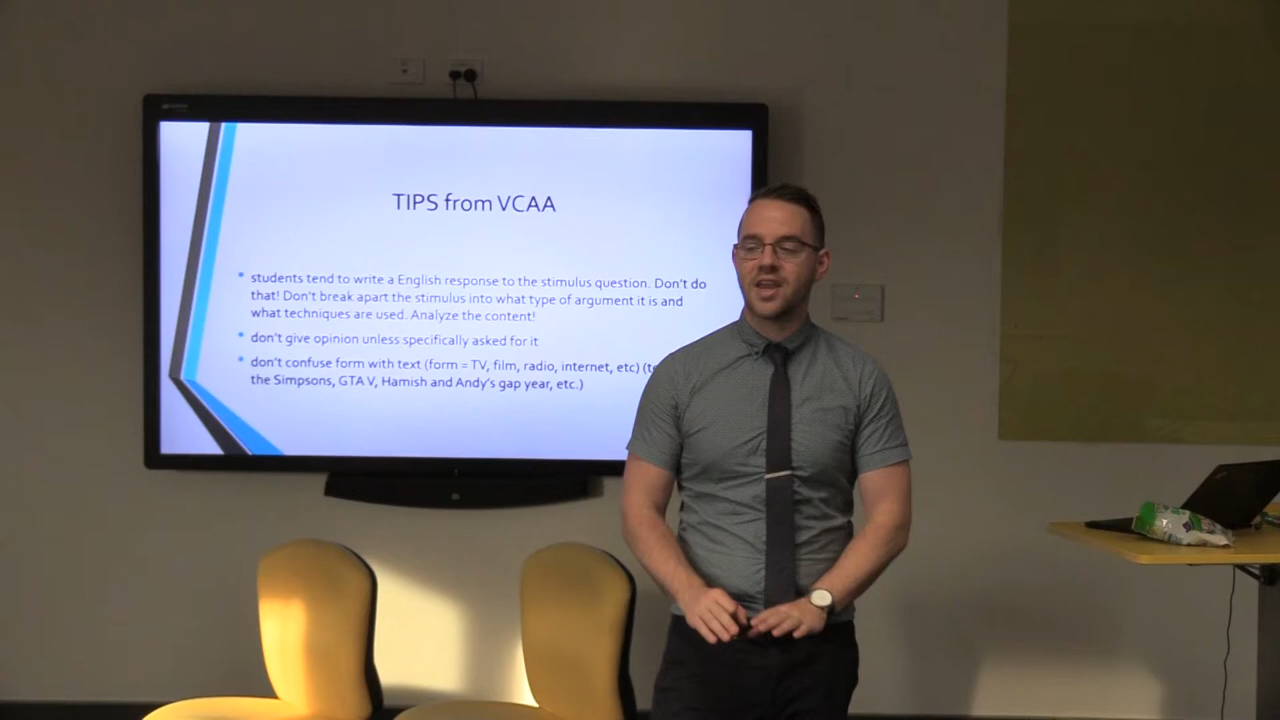 TIPS from VCAA
students tend to write a English response to the stimulus question. Don't do
that! Don't break apart the stimulus into what type of argument it is and
what techniques are used. Analyze the content!
don't give opinion unless specifically asked for it
don't confuse form with text (form = TV, film, radio, internet, etc)
the Simpsons, GTA V, Hamish and Andy's gap year, etc.)